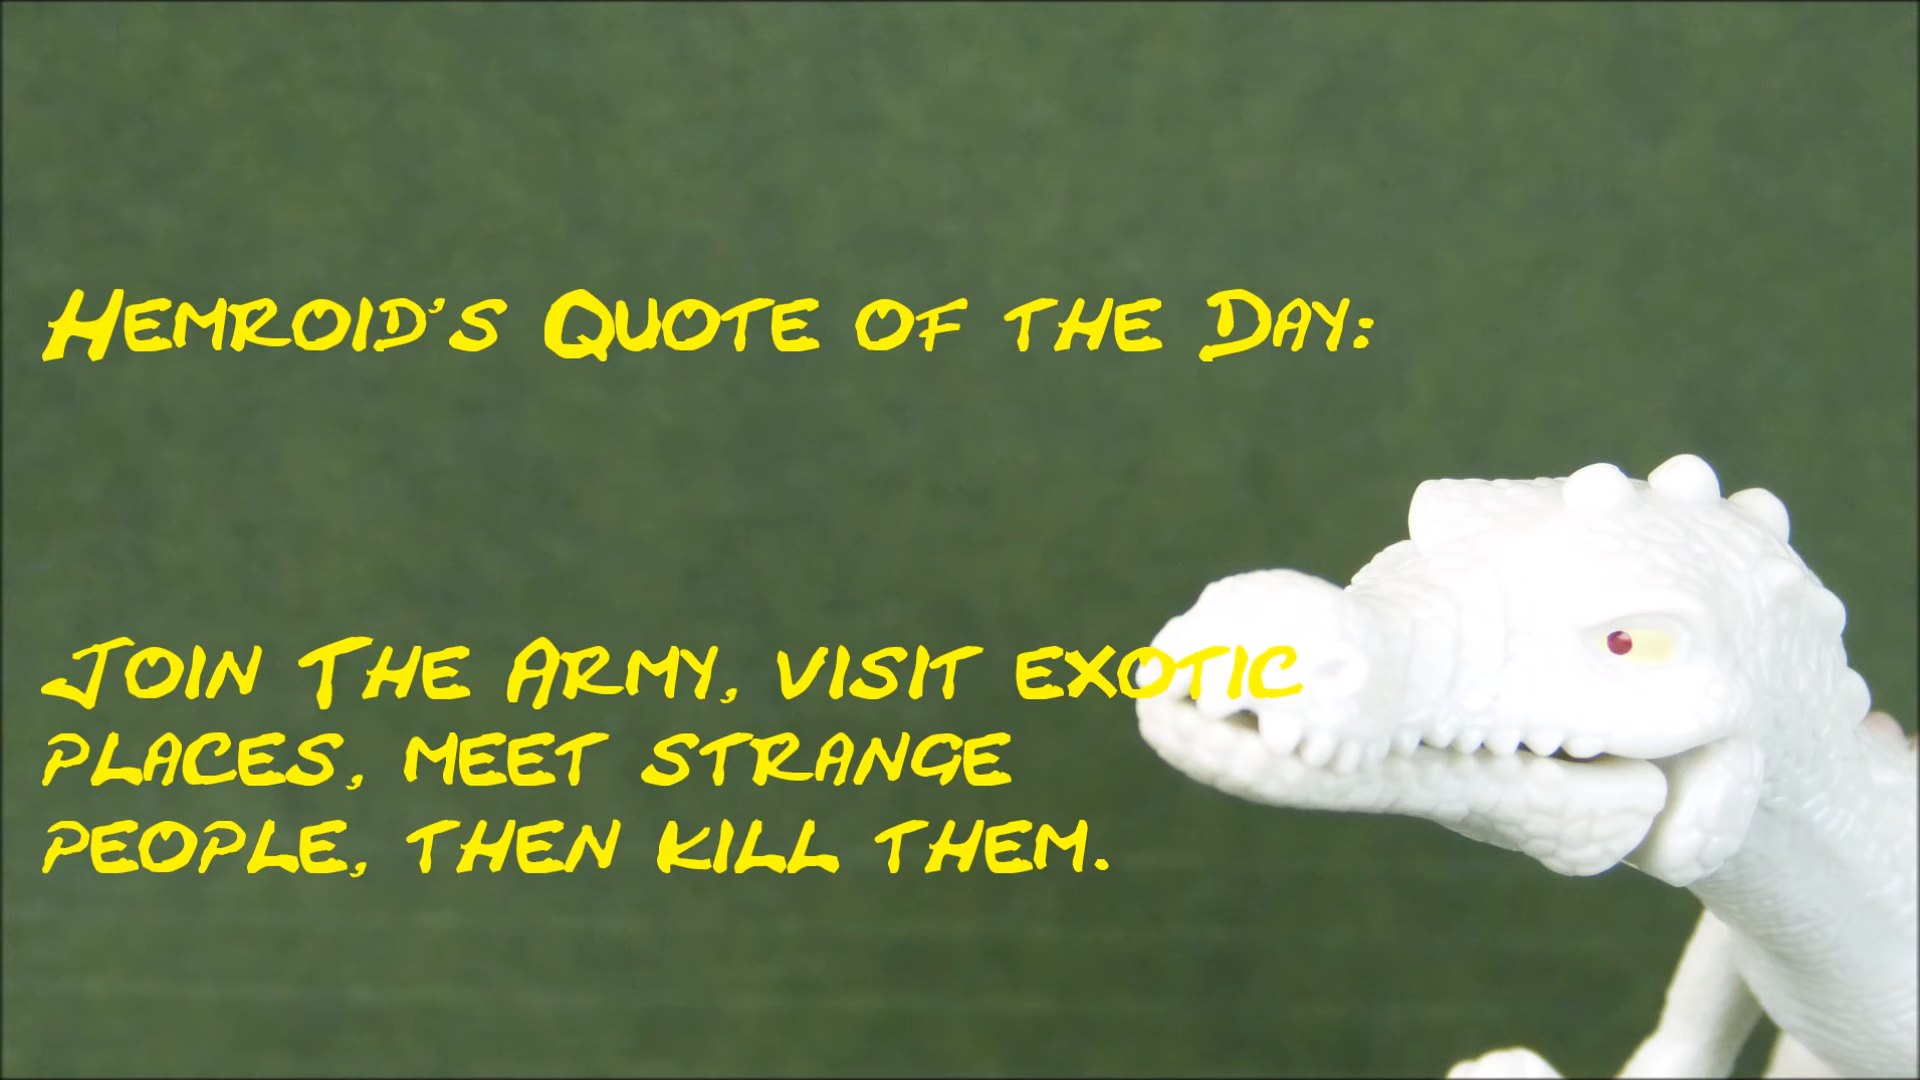 Hemroid's Quote of the Day:
Join The Army, visit exotic
places, meet strange
people, then kill them.